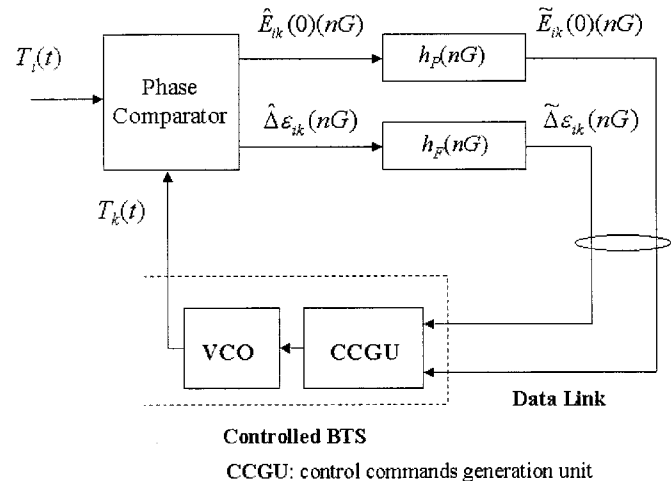 Ê_ik(0)(nG)
Ẽ_ik(0)(nG)
T_i(t)
Phase
Comparator
h_P(nG)
Δ̂ε_ik(nG)
Δ̃ε_ik(nG)
h_F(nG)
T_k(t)
VCO
CCGU
Data Link
Controlled BTS
CCGU: control commands generation unit